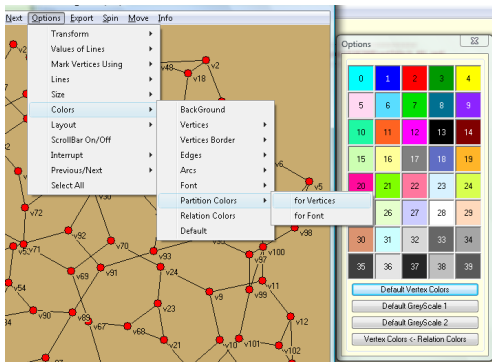 Next Options Export Spin Move Info
Transform
Values of Lines
Mark Vertices Using
Lines
Size
Colors
Layout
ScrollBar On/Off
Interrupt
Previous/Next
Select All
BackGround
Vertices
Vertices Border
Edges
Arcs
Font
Partition Colors
Relation Colors
Default
for Vertices
for Font
v48
v2
v18
v6
v5
v98
v72
v92
v70
v71
v93
v100
v97
v69
v91
v24
v11
v99
v54
v9
v23
v12
v90
v67
v68
v21
v10
v101
v102
Options
0 1 2 3 4
5 6 7 8 9
10 11 12 13 14
15 16 17 18 19
20 21 22 23 24
26 27 28 29
30 31 32 33 34
35 36 37 38 39
Default Vertex Colors
Default GreyScale 1
Default GreyScale 2
Vertex Colors <- Relation Colors